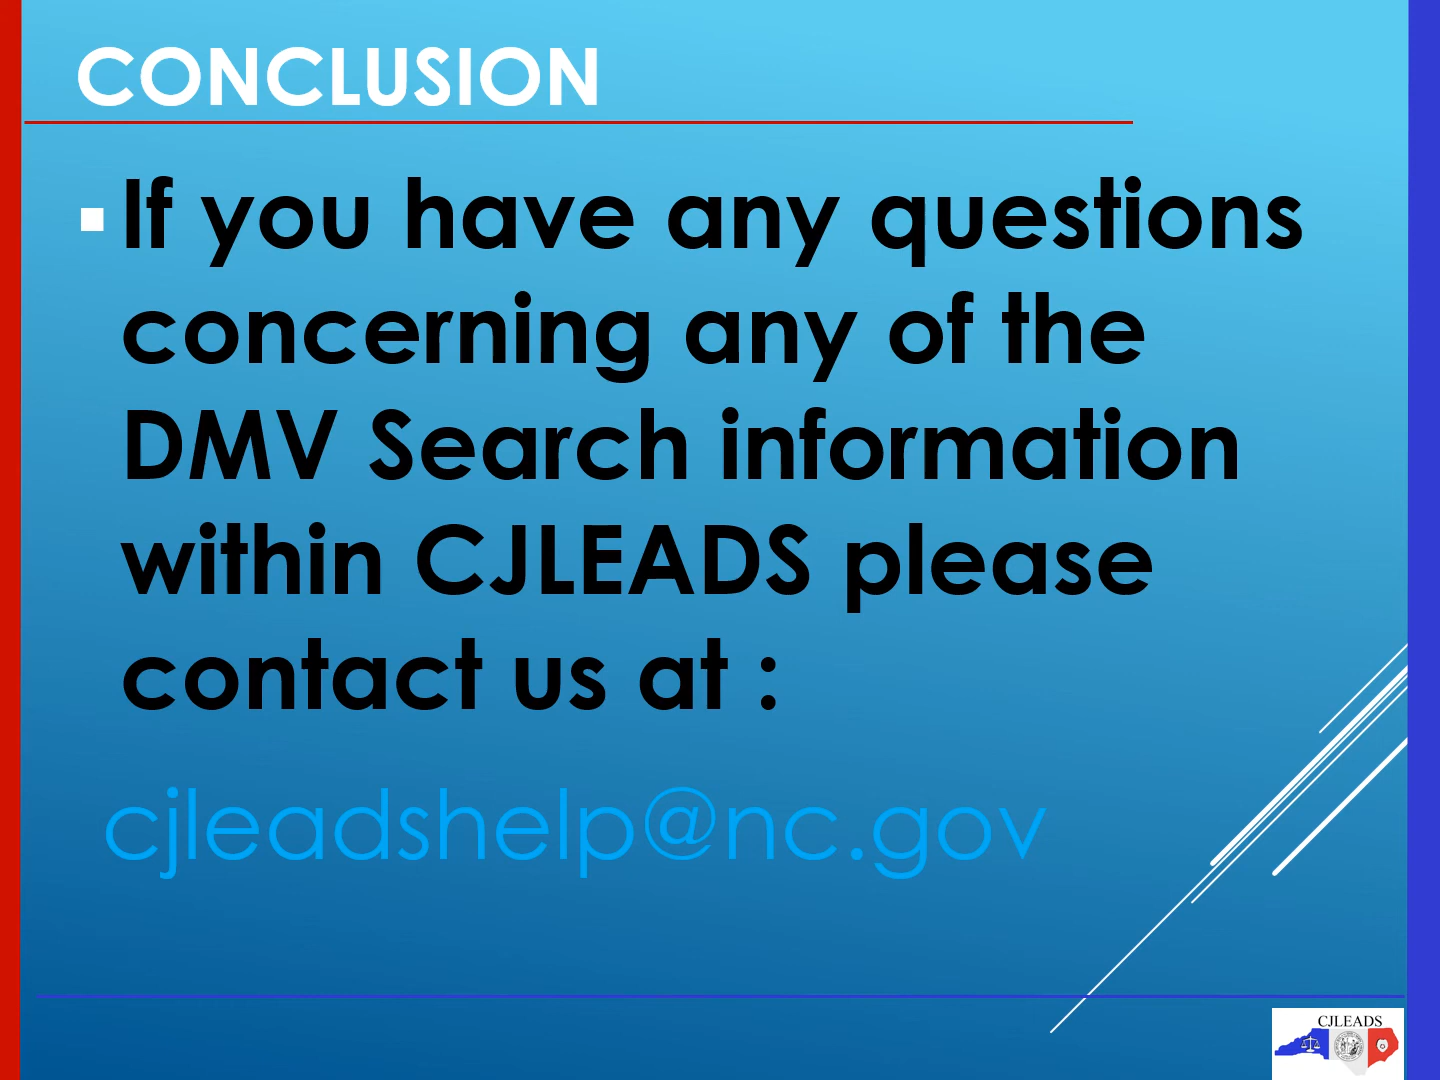 CONCLUSION
▪ If you have any questions
concerning any of the
DMV Search information
within CJLEADS please
contact us at :
cjleadshelp@nc.gov
CJLEADS